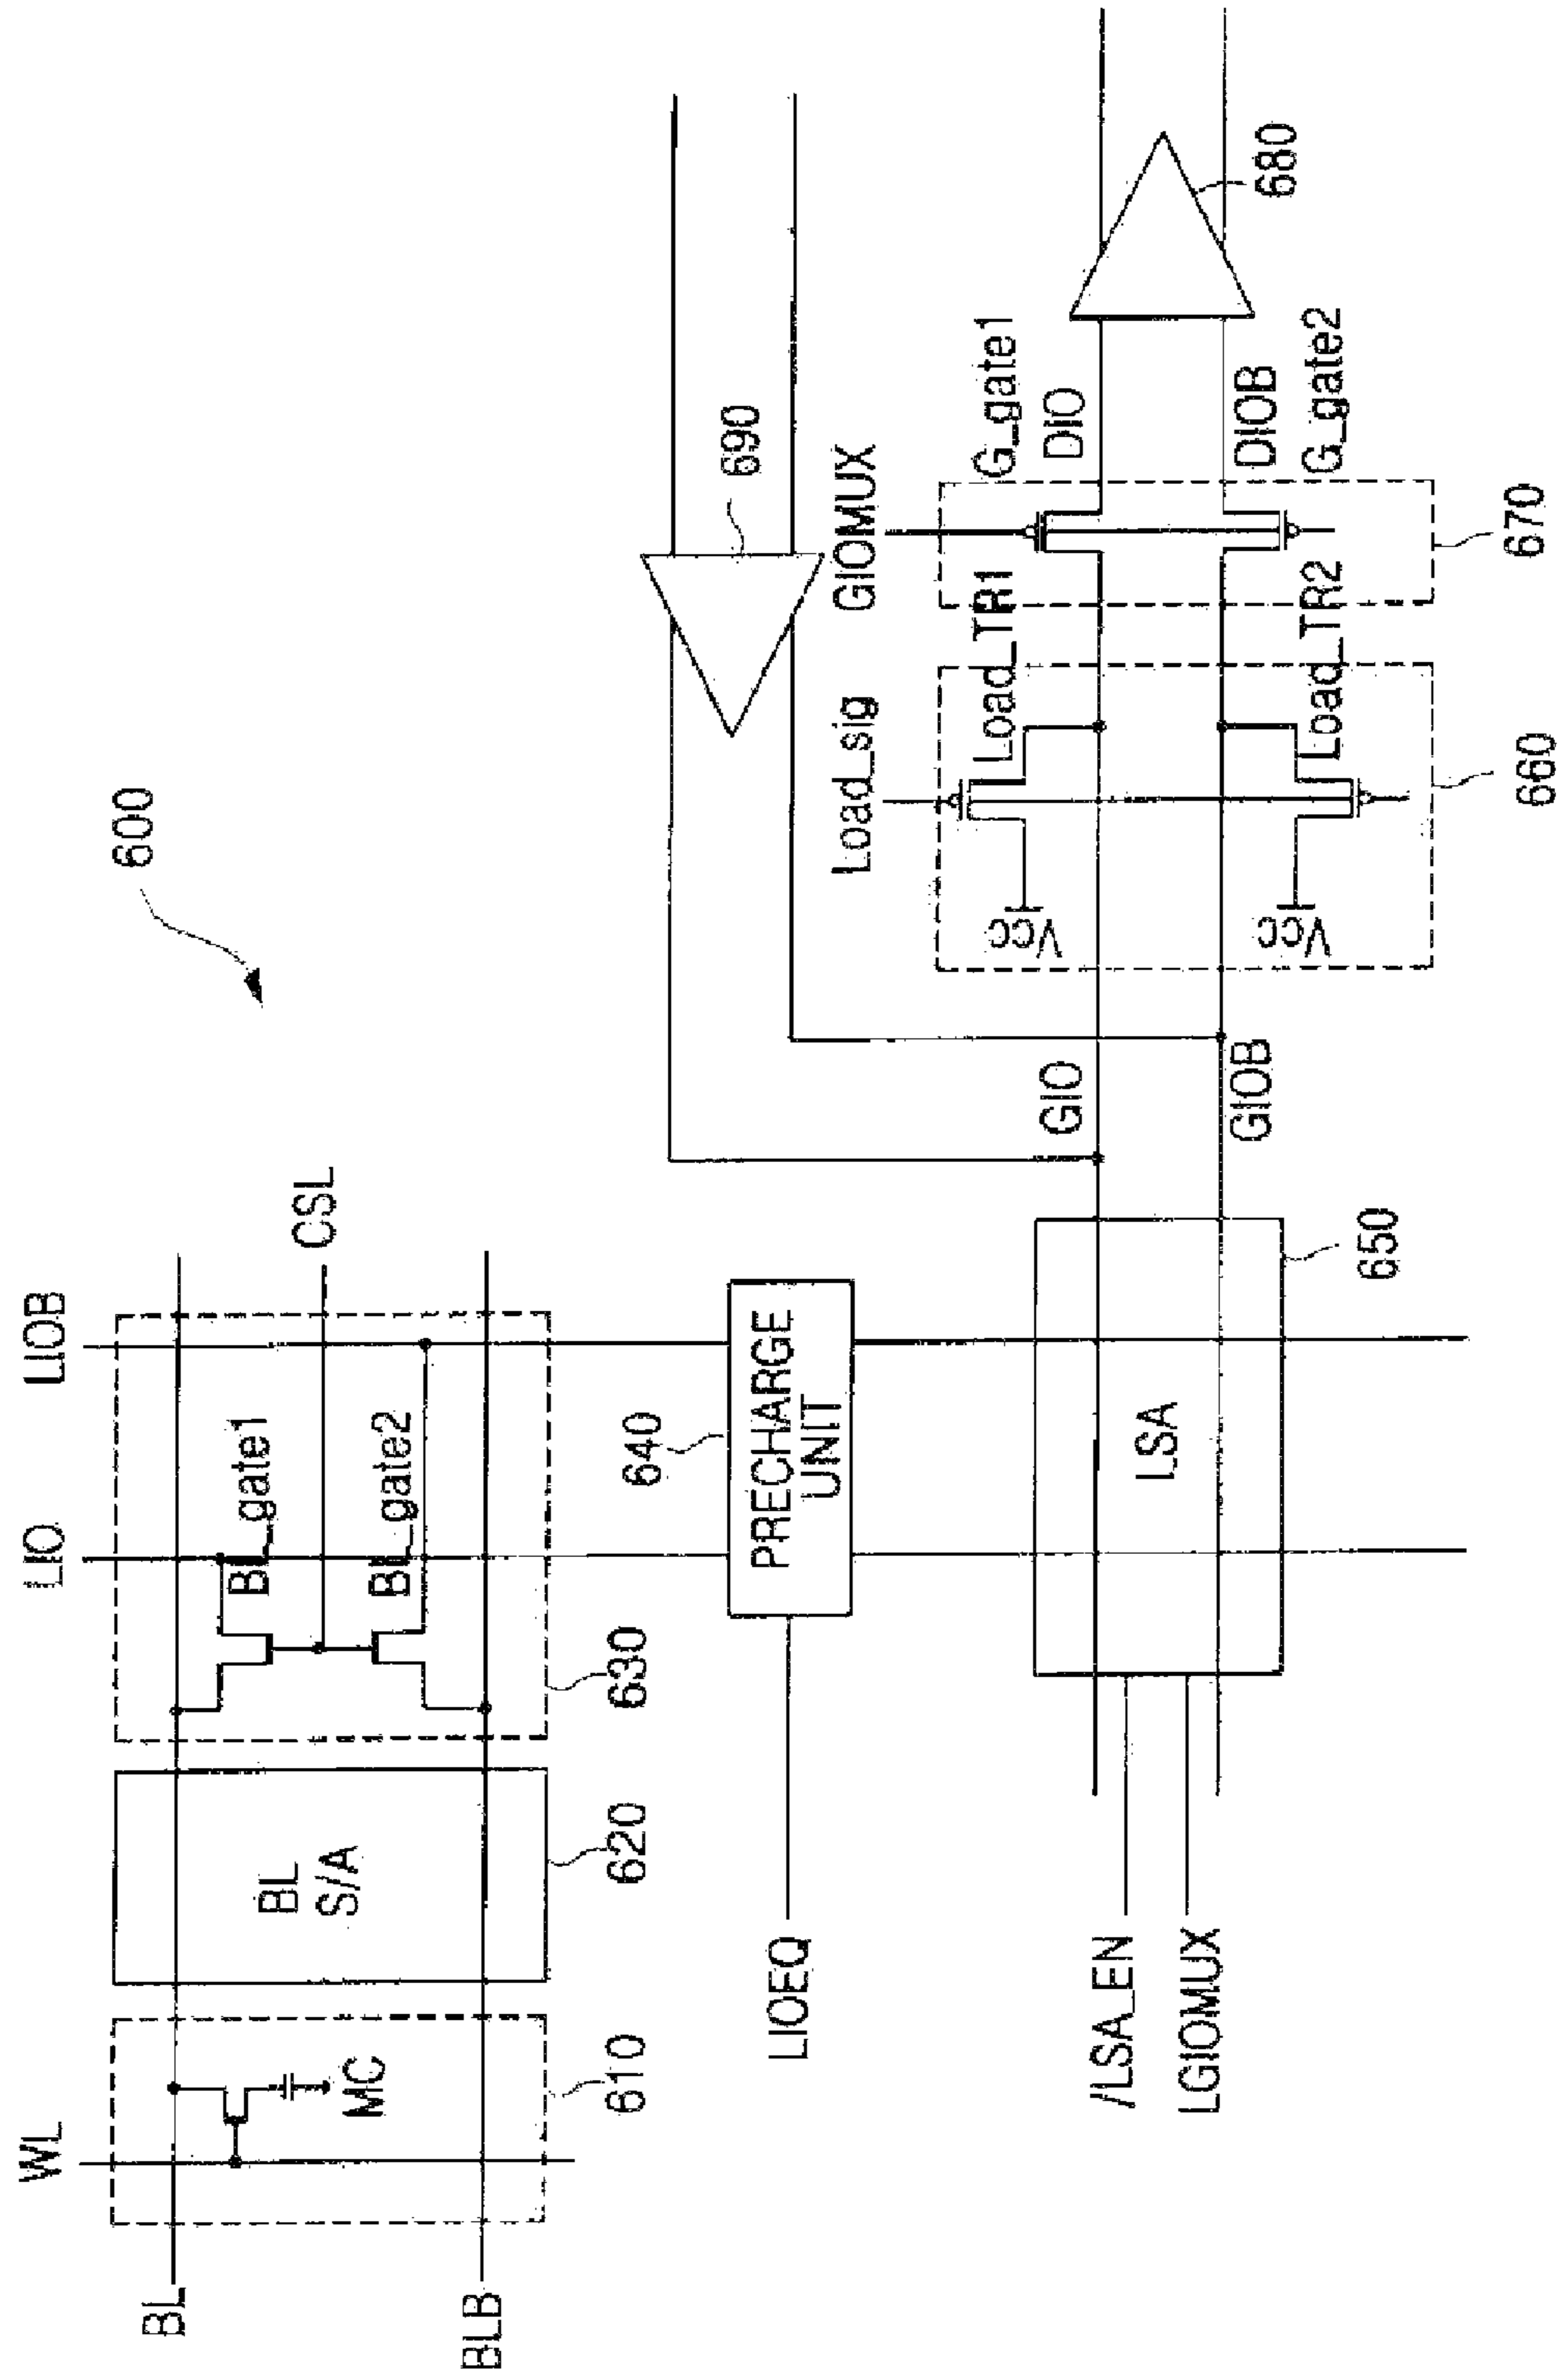 600
WL
LIO
LIOB
BL
BLB
MC
610
BL
S/A
620
BL_gate1
BL_gate2
CSL
630
LIOEQ
PRECHARGE
UNIT
640
/LSA_EN
LGIOMUX
LSA
650
GIO
GIOB
690
Load_sig
Load_TR1
Vcc
Vcc
Load_TR2
660
GIOMUX
G_gate1
DIO
DIOB
G_gate2
670
680